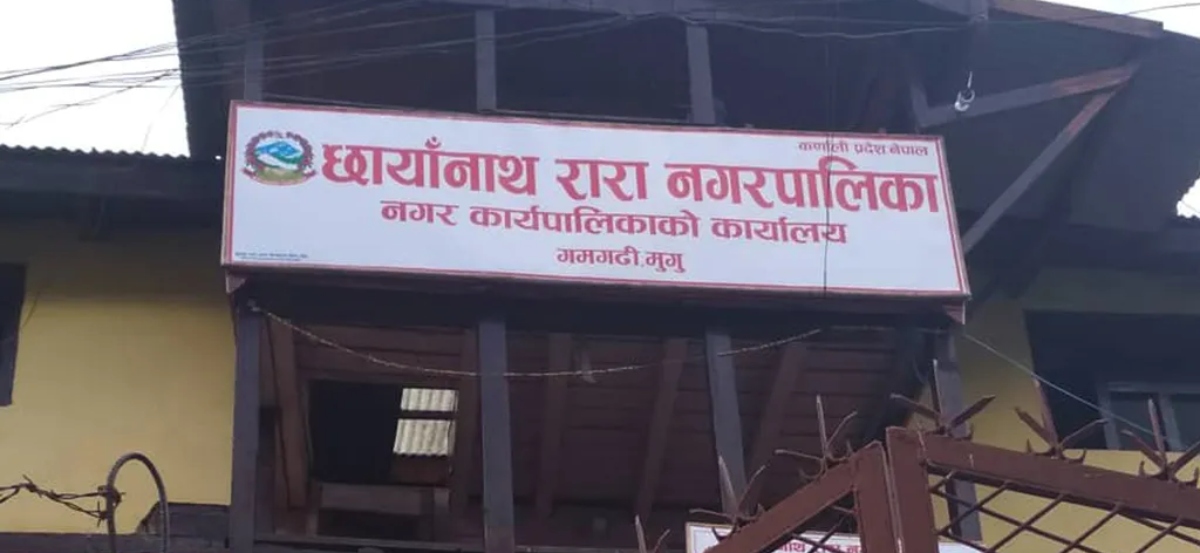 कर्णाली प्रदेश नेपाल
छायाँनाथ रारा नगरपालिका
नगर कार्यपालिकाको कार्यालय
गमगढी,मुगु